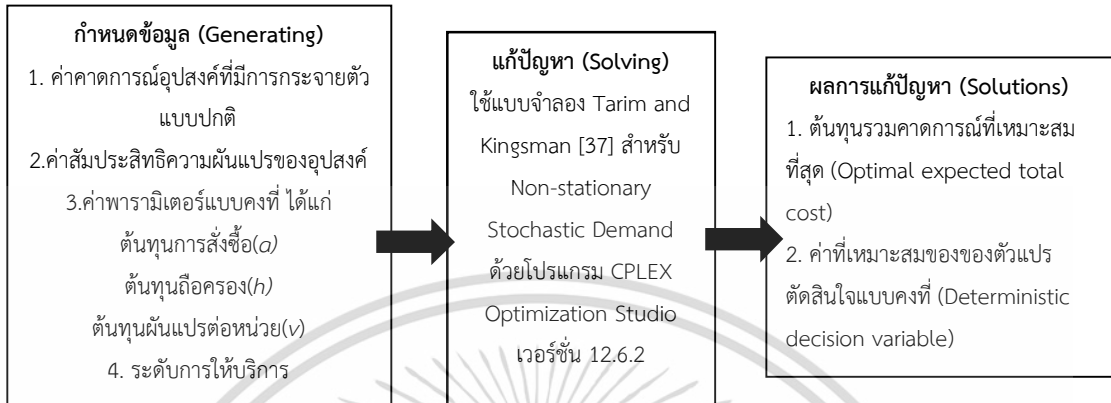 กำหนดข้อมูล (Generating)
1. ค่าคาดการณ์อุปสงค์ที่มีการกระจายตัว
แบบปกติ
2.ค่าสัมประสิทธิความผันแปรของอุปสงค์
3.ค่าพารามิเตอร์แบบคงที่ ได้แก่
ต้นทุนการสั่งซื้อ(a)
ต้นทุนถือครอง(h)
ต้นทุนผันแปรต่อหน่วย(v)
4. ระดับการให้บริการ
แก้ปัญหา (Solving)
ใช้แบบจำลอง Tarim and
Kingsman [37] สำหรับ
Non-stationary
Stochastic Demand
ด้วยโปรแกรม CPLEX
Optimization Studio
เวอร์ชั่น 12.6.2
ผลการแก้ปัญหา (Solutions)
1. ต้นทุนรวมคาดการณ์ที่เหมาะสม
ที่สุด (Optimal expected total
cost)
2. ค่าที่เหมาะสมของของตัวแปร
ตัดสินใจแบบคงที่ (Deterministic
decision variable)